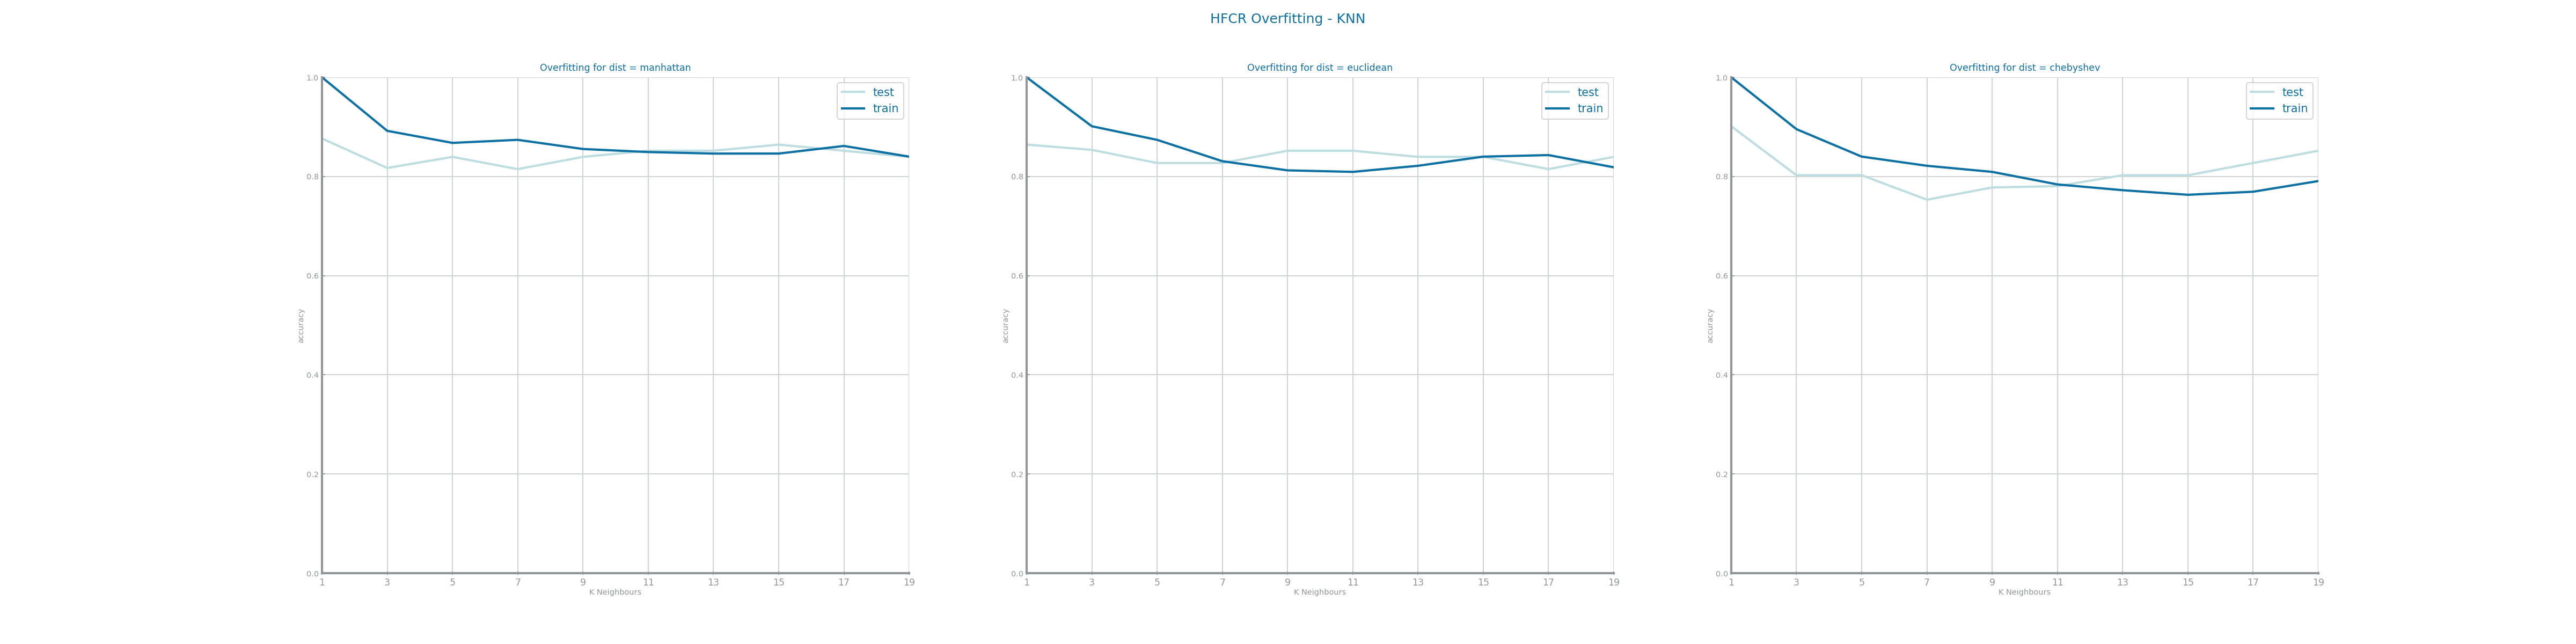 HFCR Overfitting - KNN
Overfitting for dist = manhattan
test
train
accuracy
1.0
0.8
0.6
0.4
0.2
0.0
1 3 5 7 9 11 13 15 17 19
K Neighbours
Overfitting for dist = euclidean
test
train
accuracy
1.0
0.8
0.6
0.4
0.2
0.0
1 3 5 7 9 11 13 15 17 19
K Neighbours
Overfitting for dist = chebyshev
test
train
accuracy
1.0
0.8
0.6
0.4
0.2
0.0
1 3 5 7 9 11 13 15 17 19
K Neighbours